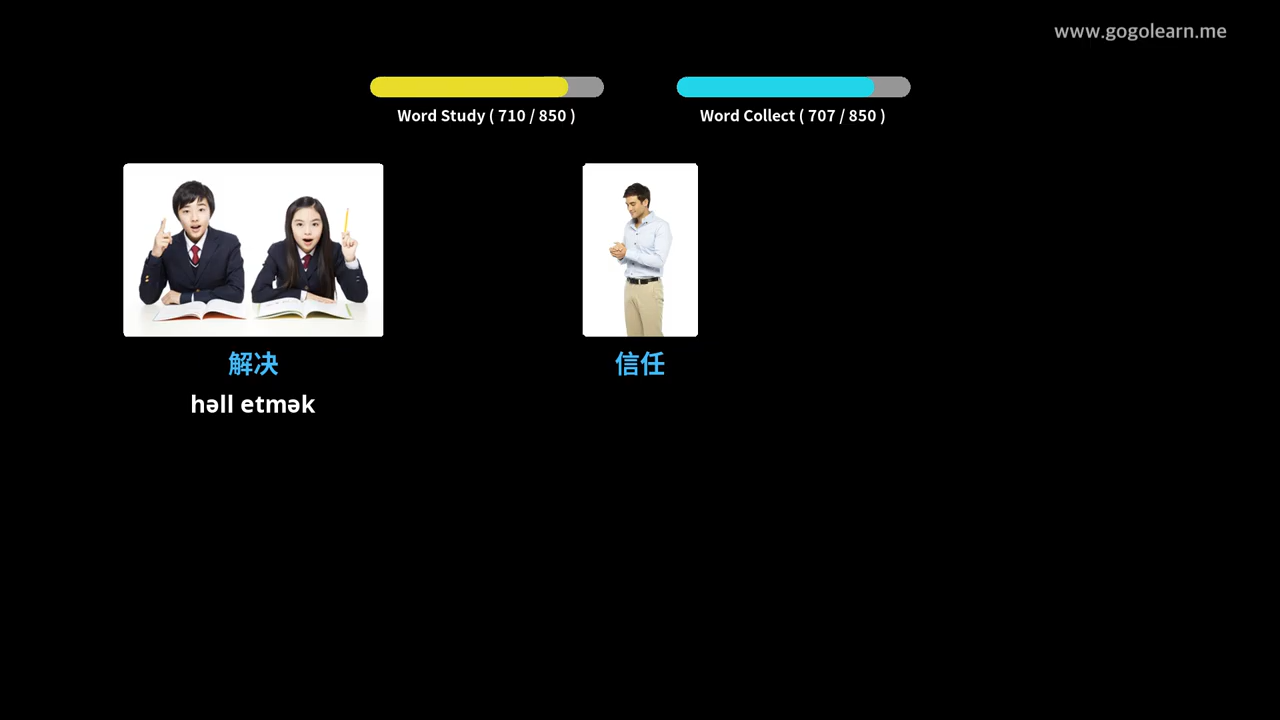 www.gogolearn.me
Word Study ( 710 / 850 )
Word Collect ( 707 / 850 )
解决
həll etmək
信任